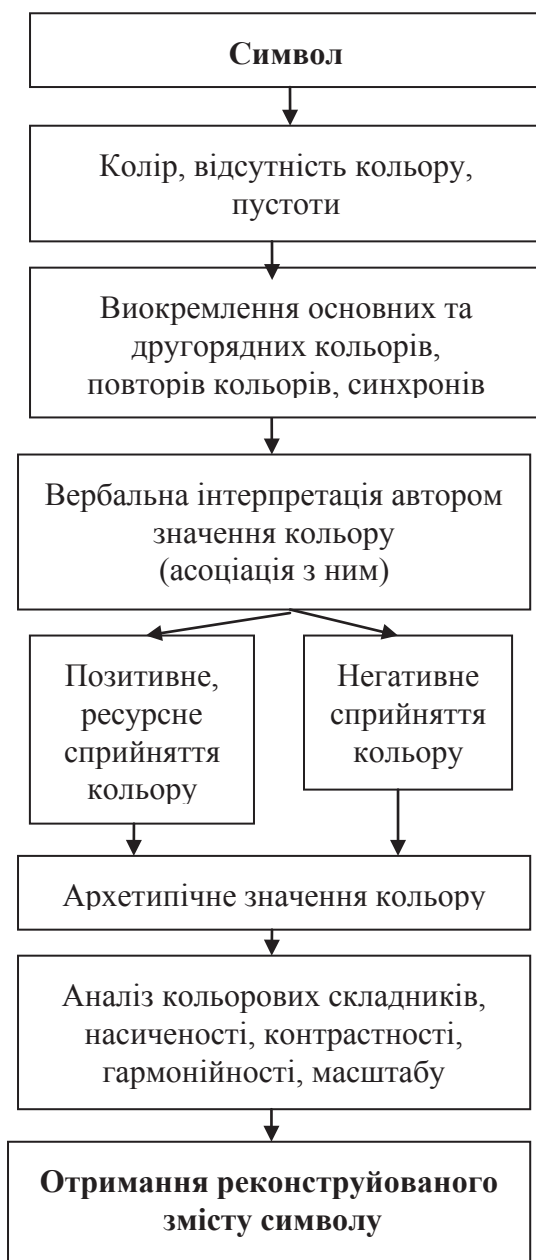 Символ
Колір, відсутність кольору,
пустоти
Виокремлення основних та
другорядних кольорів,
повторів кольорів, синхронів
Вербальна інтерпретація автором
значення кольору
(асоціація з ним)
Позитивне,
ресурсне
сприйняття
кольору
Негативне
сприйняття
кольору
Архетипічне значення кольору
Аналіз кольорових складників,
насиченості, контрастності,
гармонійності, масштабу
Отримання реконструйованого
змісту символу